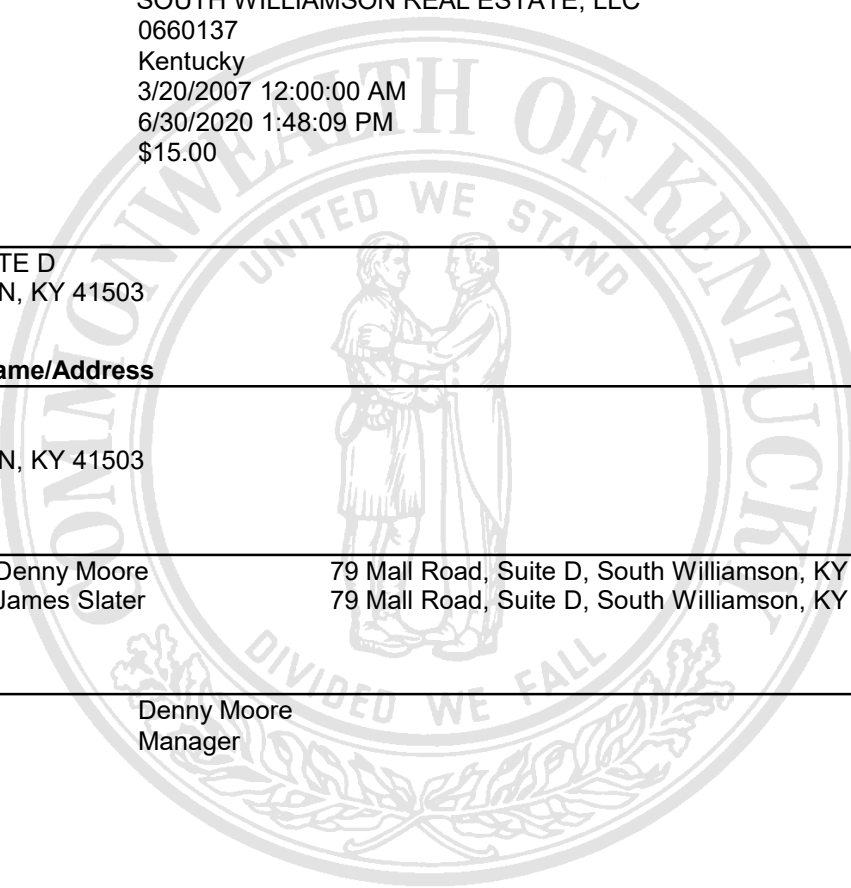 SOUTH WILLIAMSON REAL ESTATE, LLC
0660137
Kentucky
3/20/2007 12:00:00 AM
6/30/2020 1:48:09 PM
$15.00
COMMONWEALTH OF KENTUCKY
UNITED WE STAND
TE D
N, KY 41503
ame/Address
N, KY 41503
Denny Moore 79 Mall Road, Suite D, South Williamson, KY
James Slater 79 Mall Road, Suite D, South Williamson, KY
DIVIDED WE FALL
Denny Moore
Manager